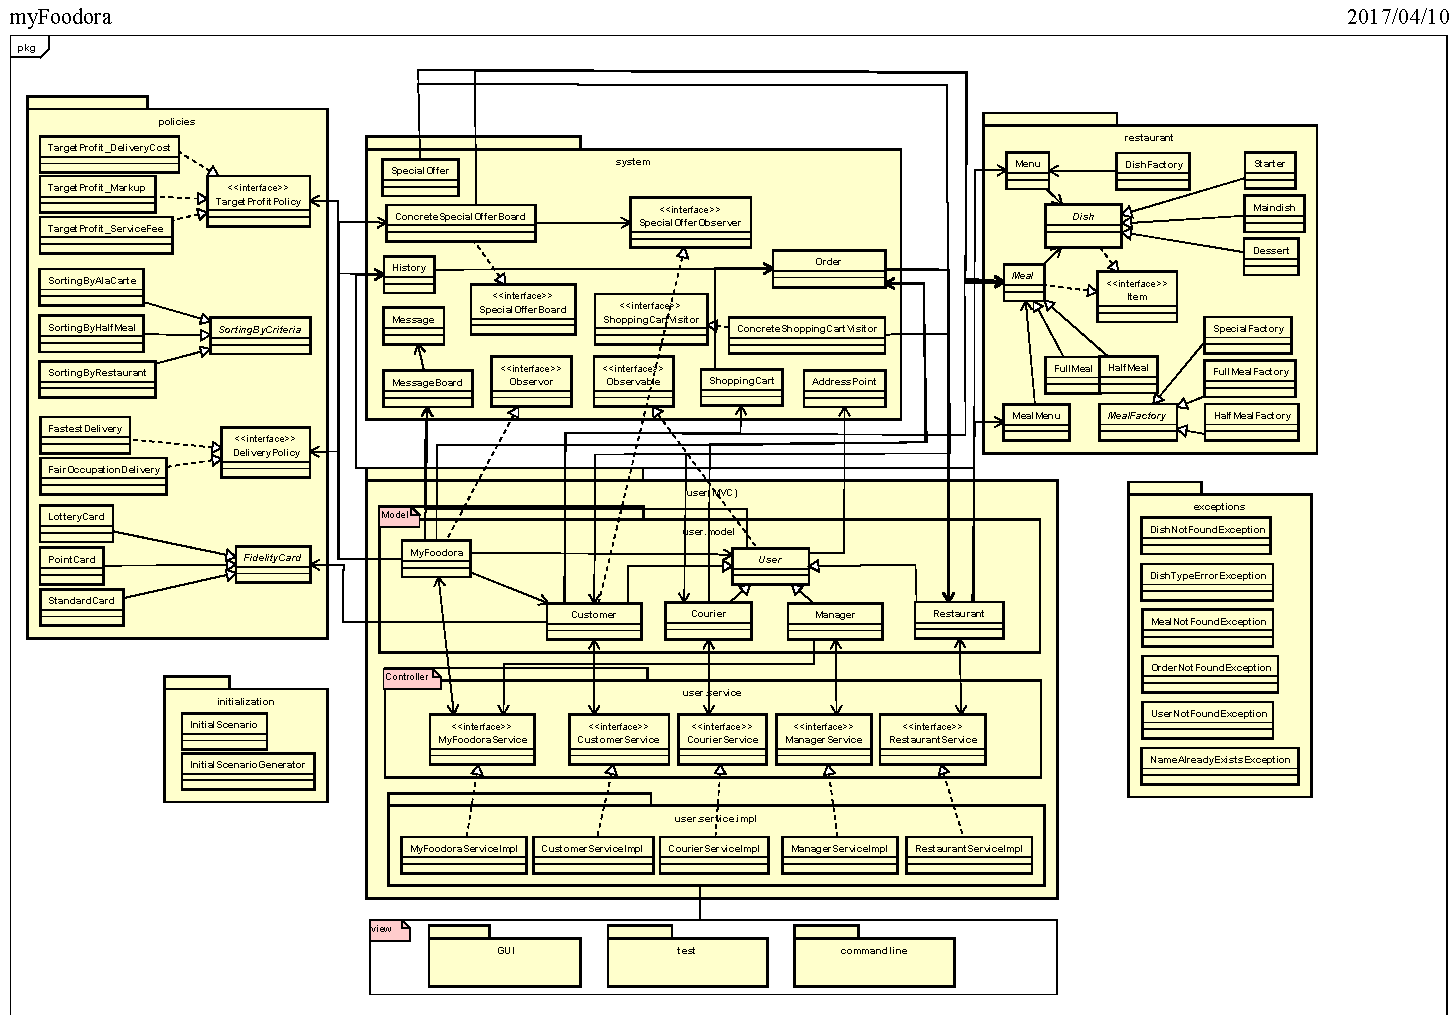 myFoodora
2017/04/10
pkg
policies
TargetProfit_DeliveryCost
TargetProfit_Markup
TargetProfit_ServiceFee
<<interface>>
TargetProfitPolicy
SortingByAlaCarte
SortingByHalfMeal
SortingByRestaurant
SortingByCriteria
FastestDelivery
FairOccupationDelivery
<<interface>>
DeliveryPolicy
LotteryCard
PointCard
StandardCard
FidelityCard
initialization
InitialScenario
InitialScenarioGenerator
system
SpecialOffer
ConcreteSpecialOfferBoard
<<interface>>
SpecialOfferObserver
History
Order
<<interface>>
SpecialOfferBoard
<<interface>>
ShoppingCartVisitor
Message
ConcreteShoppingCartVisitor
MessageBoard
<<interface>>
Observor
<<interface>>
Observable
ShoppingCart
AddressPoint
user(MVC)
Model
user.model
MyFoodora
User
Customer
Courier
Manager
Restaurant
Controller
user.service
<<interface>>
MyFoodoraService
<<interface>>
CustomerService
<<interface>>
CourierService
<<interface>>
ManagerService
<<interface>>
RestaurantService
user.service.impl
MyFoodoraServiceImpl
CustomerServiceImpl
CourierServiceImpl
ManagerServiceImpl
RestaurantServiceImpl
view
GUI
test
commandline
restaurant
Menu
DishFactory
Starter
Dish
Maindish
Dessert
Meal
<<interface>>
Item
SpecialFactory
FullMeal
HalfMeal
FullMealFactory
MealMenu
MealFactory
HalfMealFactory
exceptions
DishNotFoundException
DishTypeErrorException
MealNotFoundException
OrderNotFoundException
UserNotFoundException
NameAlreadyExistsException